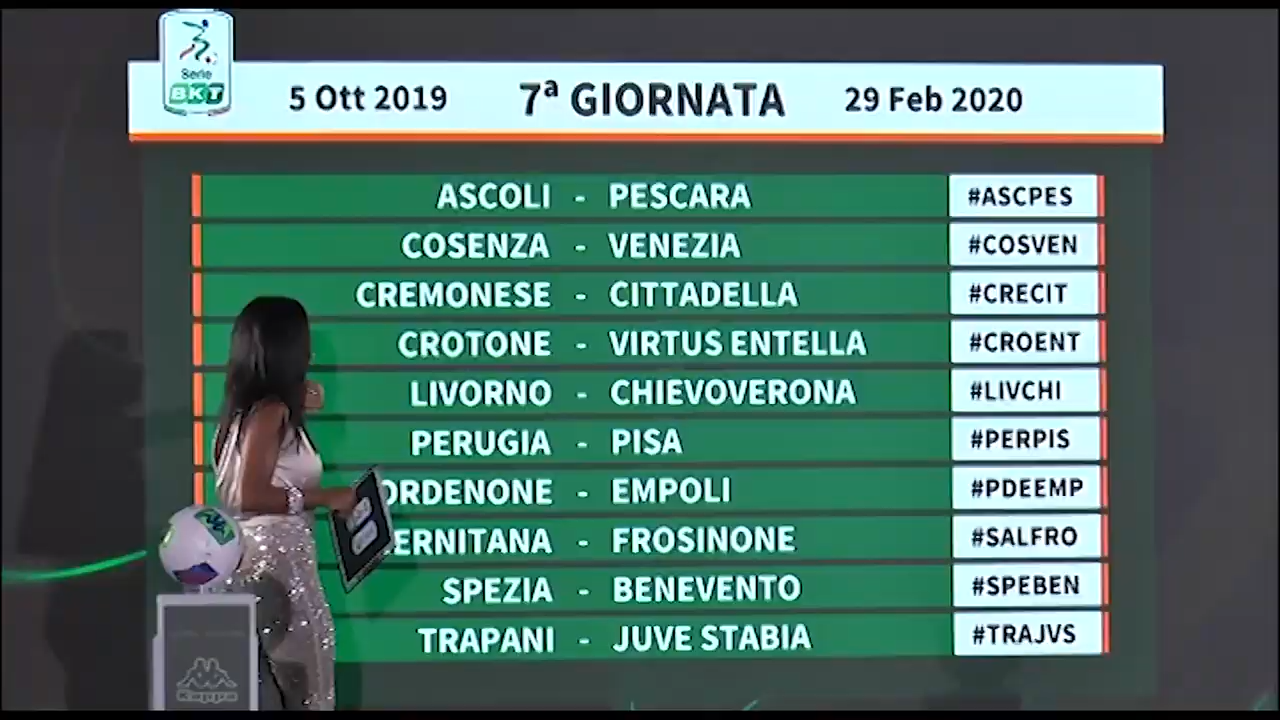 Serie
BKT
5 Ott 2019 7ª GIORNATA 29 Feb 2020
ASCOLI - PESCARA #ASCPES
COSENZA - VENEZIA #COSVEN
CREMONESE - CITTADELLA #CRECIT
CROTONE - VIRTUS ENTELLA #CROENT
LIVORNO - CHIEVOVERONA #LIVCHI
PERUGIA - PISA #PERPIS
ORDENONE - EMPOLI #PDEEMP
ERNITANA - FROSINONE #SALFRO
SPEZIA - BENEVENTO #SPEBEN
TRAPANI - JUVE STABIA #TRAJVS
Kappa